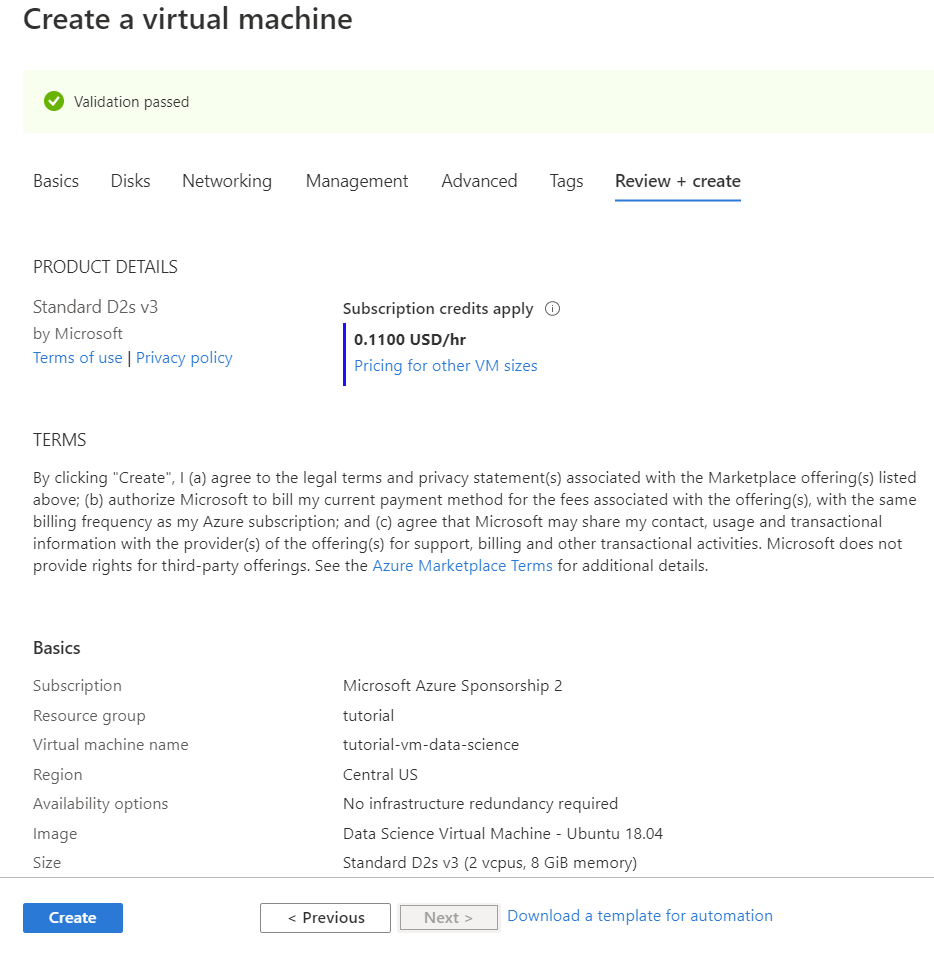 Create a virtual machine
Validation passed
Basics Disks Networking Management Advanced Tags Review + create
PRODUCT DETAILS
Standard D2s v3
by Microsoft
Terms of use | Privacy policy
Subscription credits apply
0.1100 USD/hr
Pricing for other VM sizes
TERMS
By clicking "Create", I (a) agree to the legal terms and privacy statement(s) associated with the Marketplace offering(s) listed
above; (b) authorize Microsoft to bill my current payment method for the fees associated with the offering(s), with the same
billing frequency as my Azure subscription; and (c) agree that Microsoft may share my contact, usage and transactional
information with the provider(s) of the offering(s) for support, billing and other transactional activities. Microsoft does not
provide rights for third-party offerings. See the Azure Marketplace Terms for additional details.
Basics
Subscription Microsoft Azure Sponsorship 2
Resource group tutorial
Virtual machine name tutorial-vm-data-science
Region Central US
Availability options No infrastructure redundancy required
Image Data Science Virtual Machine - Ubuntu 18.04
Size Standard D2s v3 (2 vcpus, 8 GiB memory)
Create < Previous Next > Download a template for automation